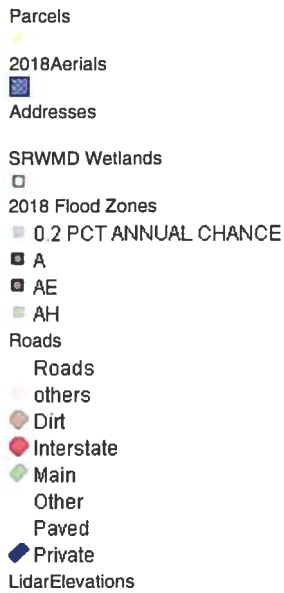 Parcels
2018Aerials
Addresses
SRWMD Wetlands
2018 Flood Zones
0.2 PCT ANNUAL CHANCE
A
AE
AH
Roads
Roads
others
Dirt
Interstate
Main
Other
Paved
Private
LidarElevations